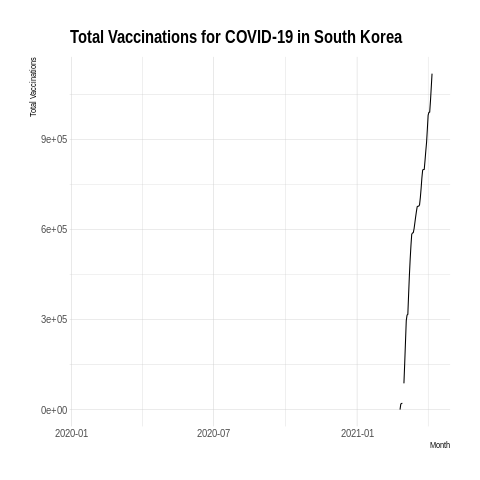 Total Vaccinations for COVID-19 in South Korea
Total Vaccinations
9e+05
6e+05
3e+05
0e+00
2020-01 2020-07 2021-01
Month